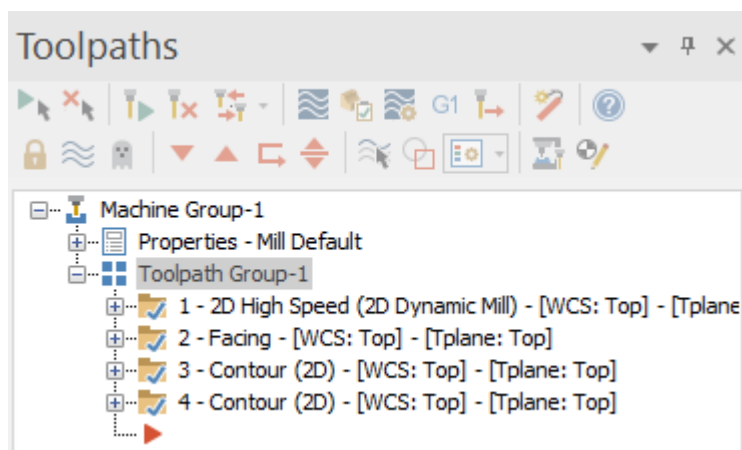 Toolpaths
G1
Machine Group-1
Properties - Mill Default
Toolpath Group-1
1 - 2D High Speed (2D Dynamic Mill) - [WCS: Top] - [Tplane
2 - Facing - [WCS: Top] - [Tplane: Top]
3 - Contour (2D) - [WCS: Top] - [Tplane: Top]
4 - Contour (2D) - [WCS: Top] - [Tplane: Top]